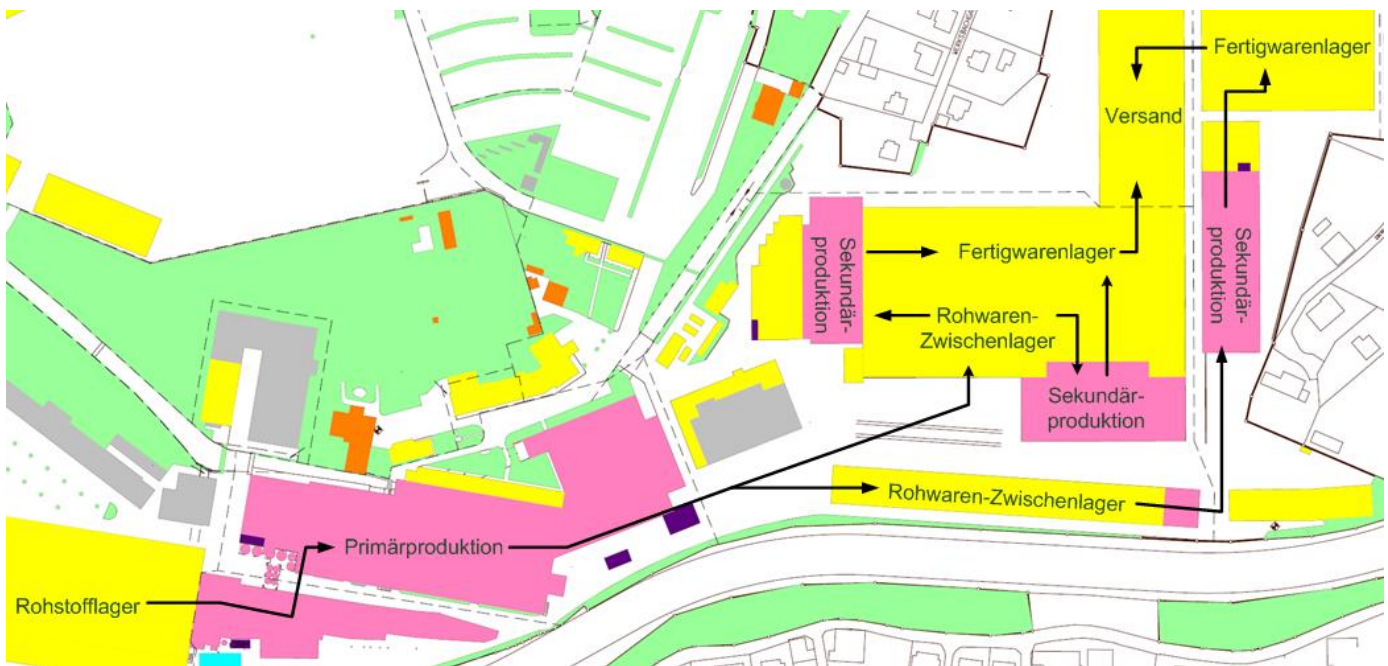 Fertigwarenlager
Versand
Sekundär-
produktion
Fertigwarenlager
Sekundär-
produktion
Rohwaren-
Zwischenlager
Sekundär-
produktion
Rohwaren-Zwischenlager
Primärproduktion
Rohstofflager